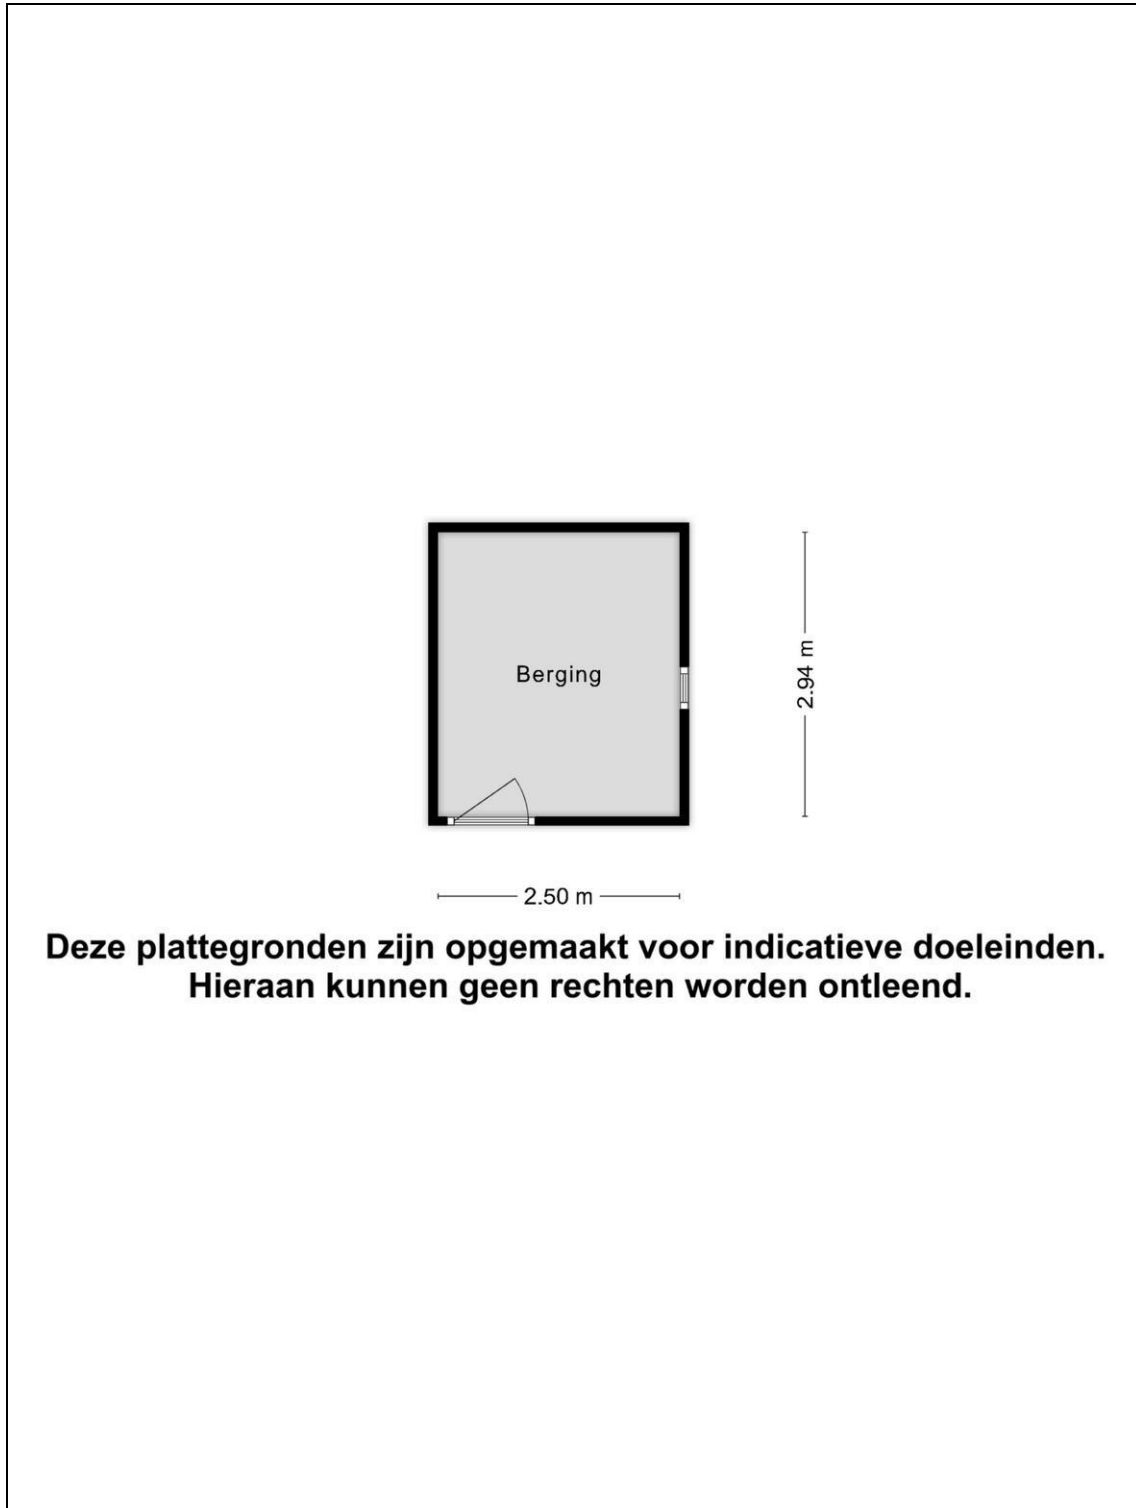 Berging
2.94 m
2.50 m
Deze plattegronden zijn opgemaakt voor indicatieve doeleinden.
Hieraan kunnen geen rechten worden ontleend.